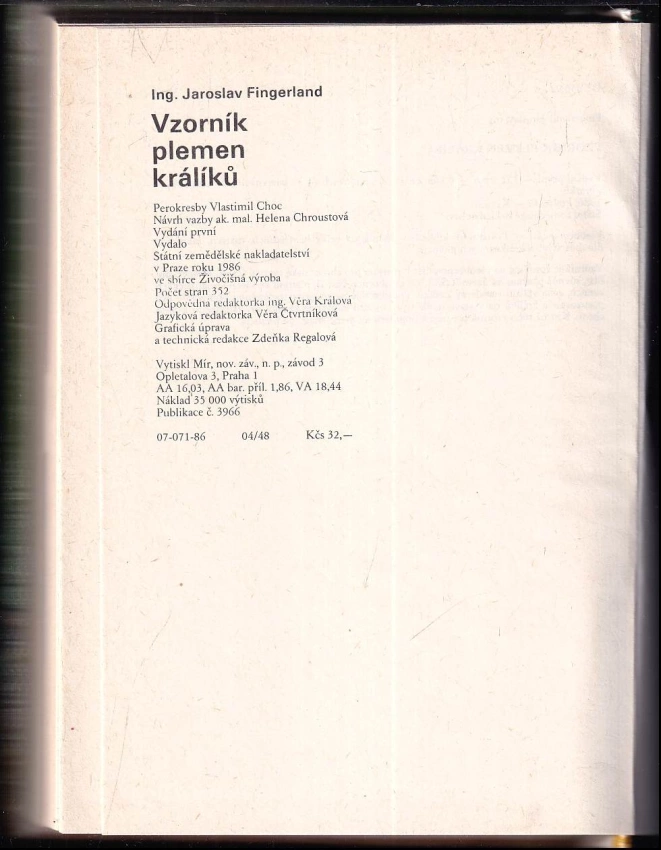 Ing. Jaroslav Fingerland
Vzorník
plemen
králíků
Perokresby Vlastimil Choc
Návrh vazby ak. mal. Helena Chroustová
Vydání první
Vydalo
Státní zemědělské nakladatelství
v Praze roku 1986
ve sbírce Živočišná výroba
Počet stran 352
Odpovědná redaktorka ing. Věra Králová
Jazyková redaktorka Věra Čtvrtníková
Grafická úprava
a technická redakce Zdeňka Regalová
Vytiskl Mír, nov. záv., n. p., závod 3
Opletalova 3, Praha 1
AA 16,03, AA bar. příl. 1,86, VA 18,44
Náklad 35 000 výtisků
Publikace č. 3966
07-071-86 04/48 Kčs 32,—